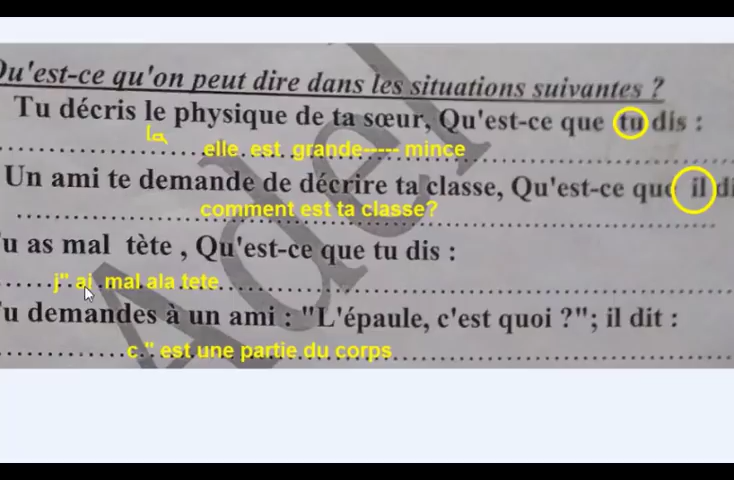 Qu'est-ce qu'on peut dire dans les situations suivantes ?
Tu décris le physique de ta sœur, Qu'est-ce que tu dis :
la
elle est grande----- mince
Un ami te demande de décrire ta classe, Qu'est-ce que il di
comment est ta classe?
u as mal tète , Qu'est-ce que tu dis :
j" ai mal ala tete
u demandes à un ami : "L'épaule, c'est quoi ?"; il dit :
c" est une partie du corps
Adel